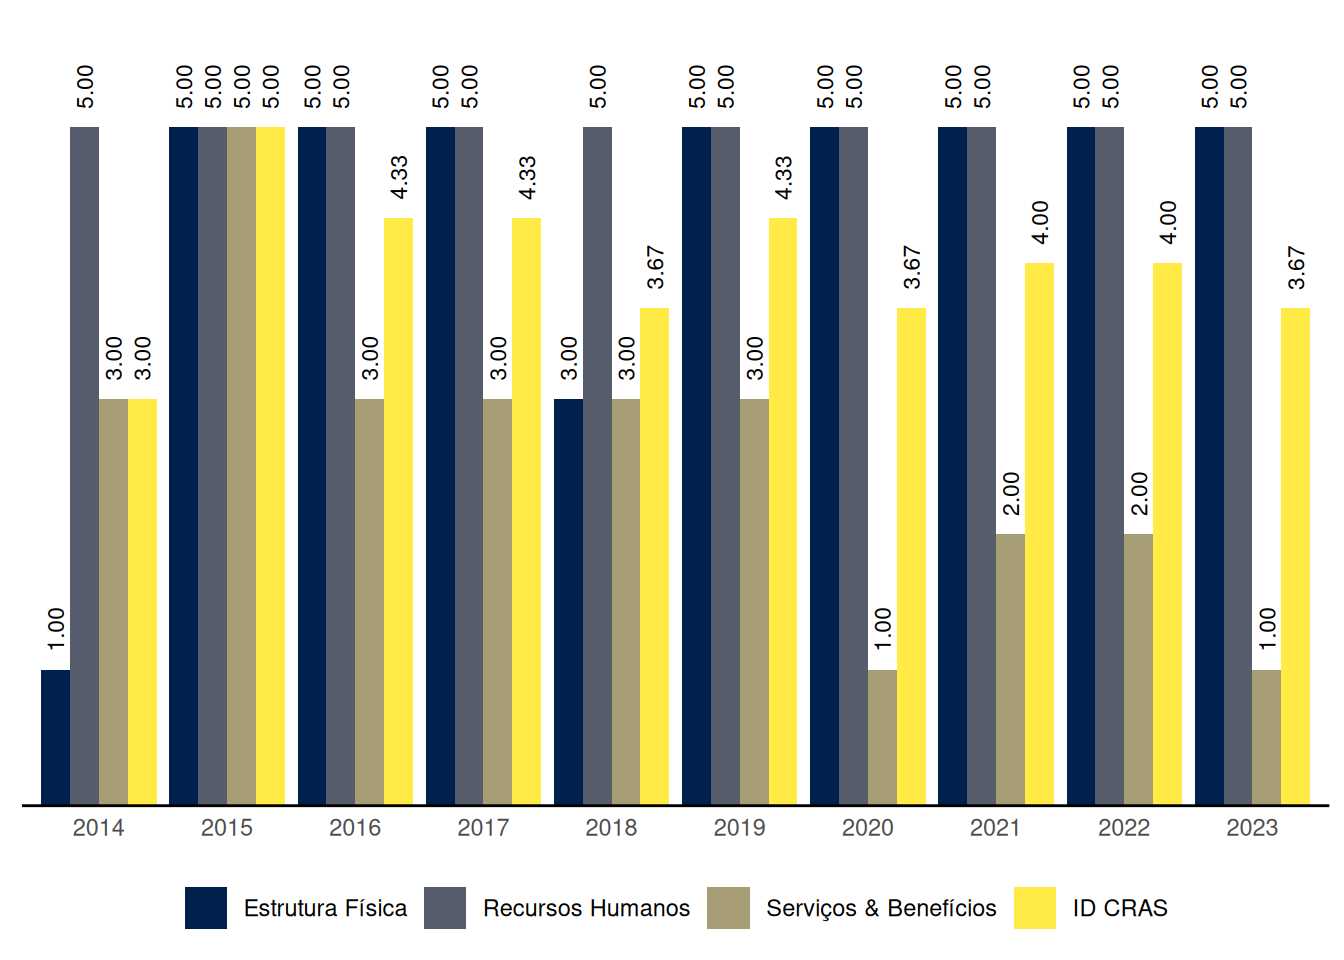 5.00 5.00 5.00 5.00 5.00 5.00 5.00 5.00 5.00 5.00 5.00 5.00 5.00 5.00 5.00 5.00 5.00 5.00 5.00 5.00
4.33 4.33 4.33
4.00 4.00
3.67 3.67 3.67
3.00 3.00 3.00 3.00 3.00 3.00 3.00
2.00 2.00
1.00 1.00 1.00
2014 2015 2016 2017 2018 2019 2020 2021 2022 2023
Estrutura Física Recursos Humanos Serviços & Benefícios ID CRAS